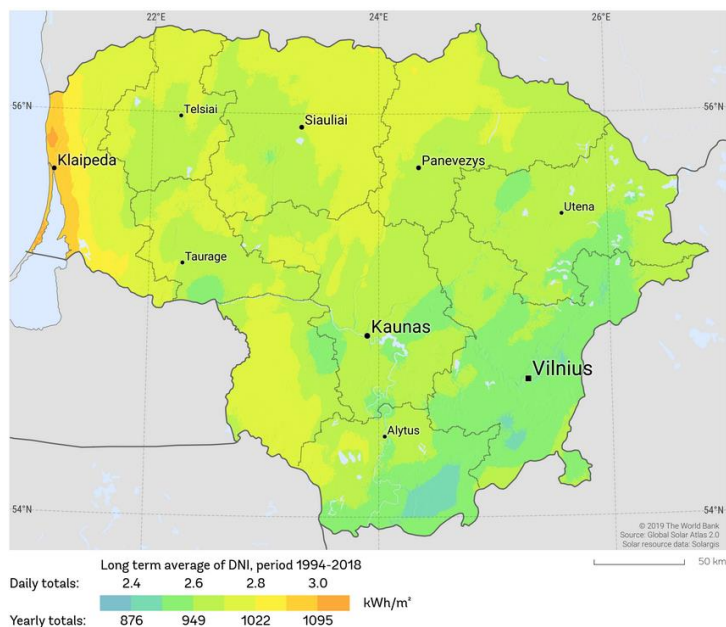 22°E 24°E 26°E
56°N 56°N
Telsiai
Siauliai
Klaipeda
Panevezys
Utena
Taurage
Kaunas
Vilnius
Alytus
54°N 54°N
© 2019 The World Bank
Source: Global Solar Atlas 2.0
Solar resource data: Solargis
50 km
Long term average of DNI, period 1994-2018
Daily totals: 2.4 2.6 2.8 3.0
kWh/m²
Yearly totals: 876 949 1022 1095